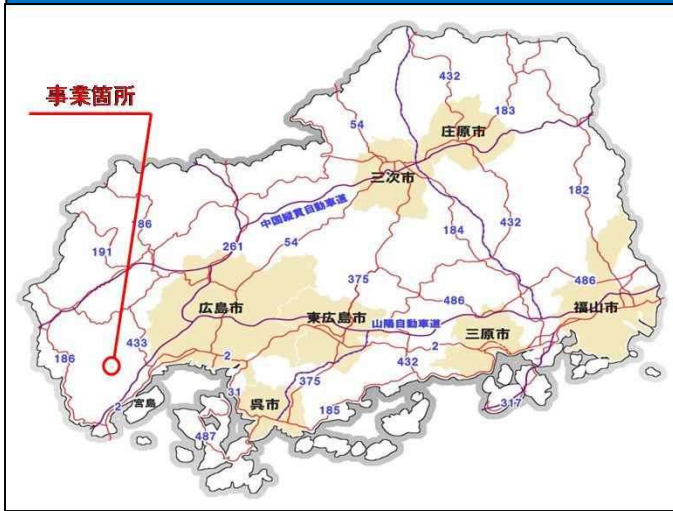 事業箇所
432
183
54
庄原市
三次市
182
中国縦貫自動車道
186
191
261
54
184
432
375
486
486
広島市
東広島市
山陽自動車道
福山市
三原市
433
186
2
2
432
2
宮島
31
375
呉市
185
317
487